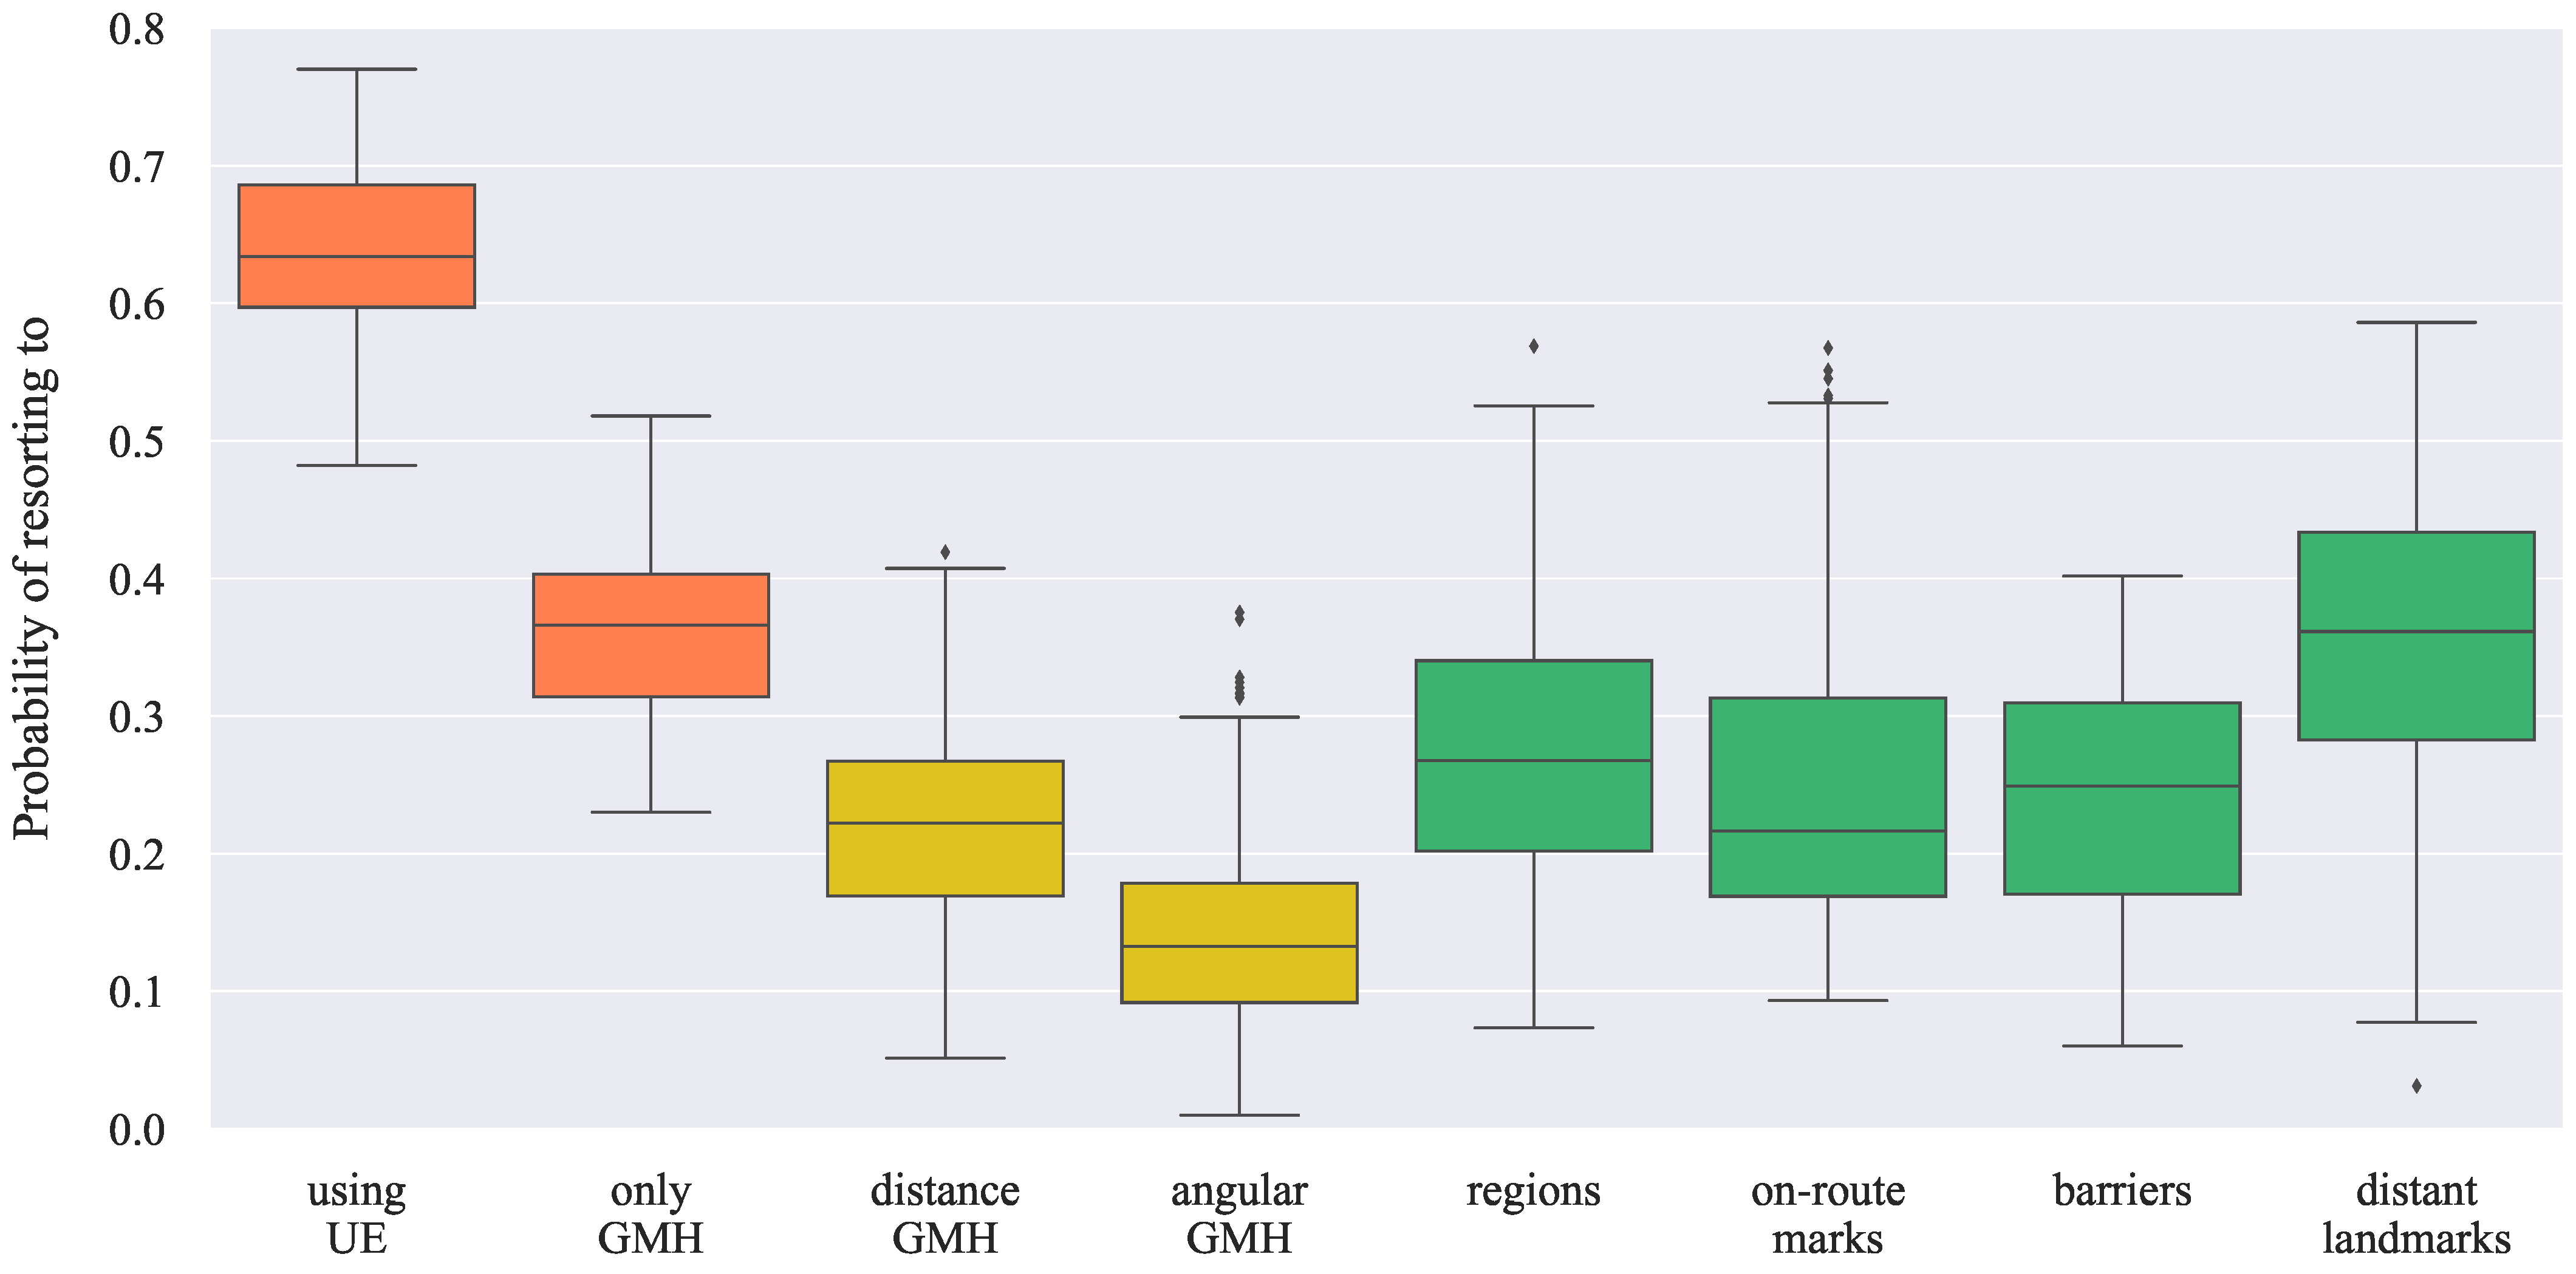 Probability of resorting to
0.8
0.7
0.6
0.5
0.4
0.3
0.2
0.1
0.0
using
UE
only
GMH
distance
GMH
angular
GMH
regions
on-route
marks
barriers
distant
landmarks